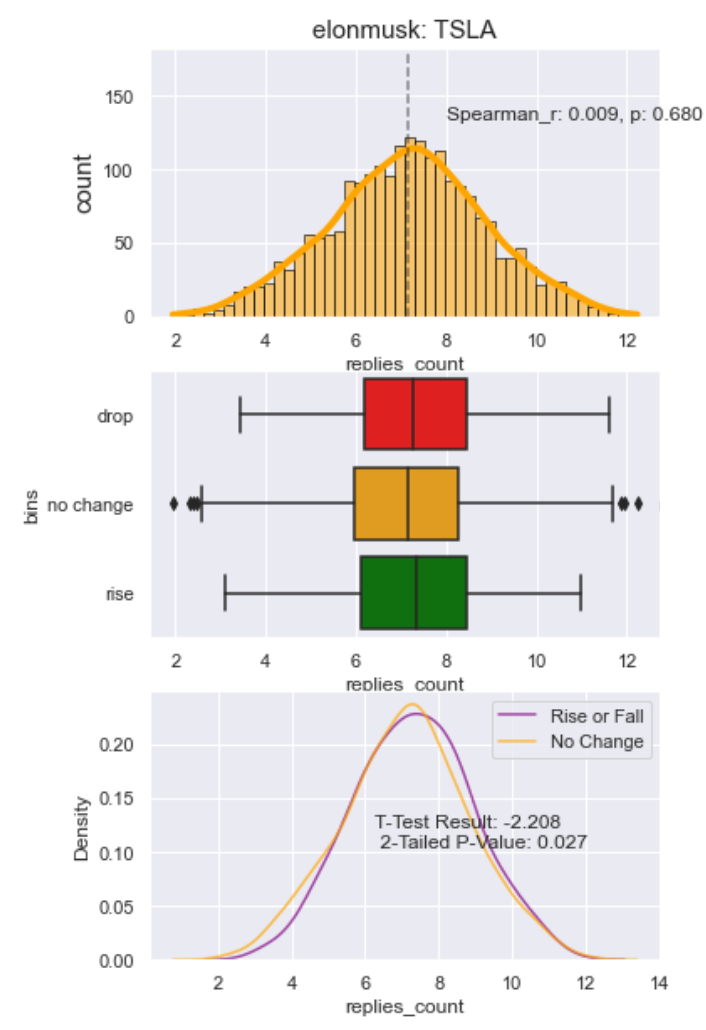 elonmusk: TSLA
150
Spearman_r: 0.009, p: 0.680
100
50
0
count
2 4 6 8 10 12
replies_count
drop
no change
rise
bins
2 4 6 8 10 12
replies_count
Rise or Fall
No Change
0.20
0.15
T-Test Result: -2.208
2-Tailed P-Value: 0.027
0.10
0.05
0.00
Density
2 4 6 8 10 12 14
replies_count